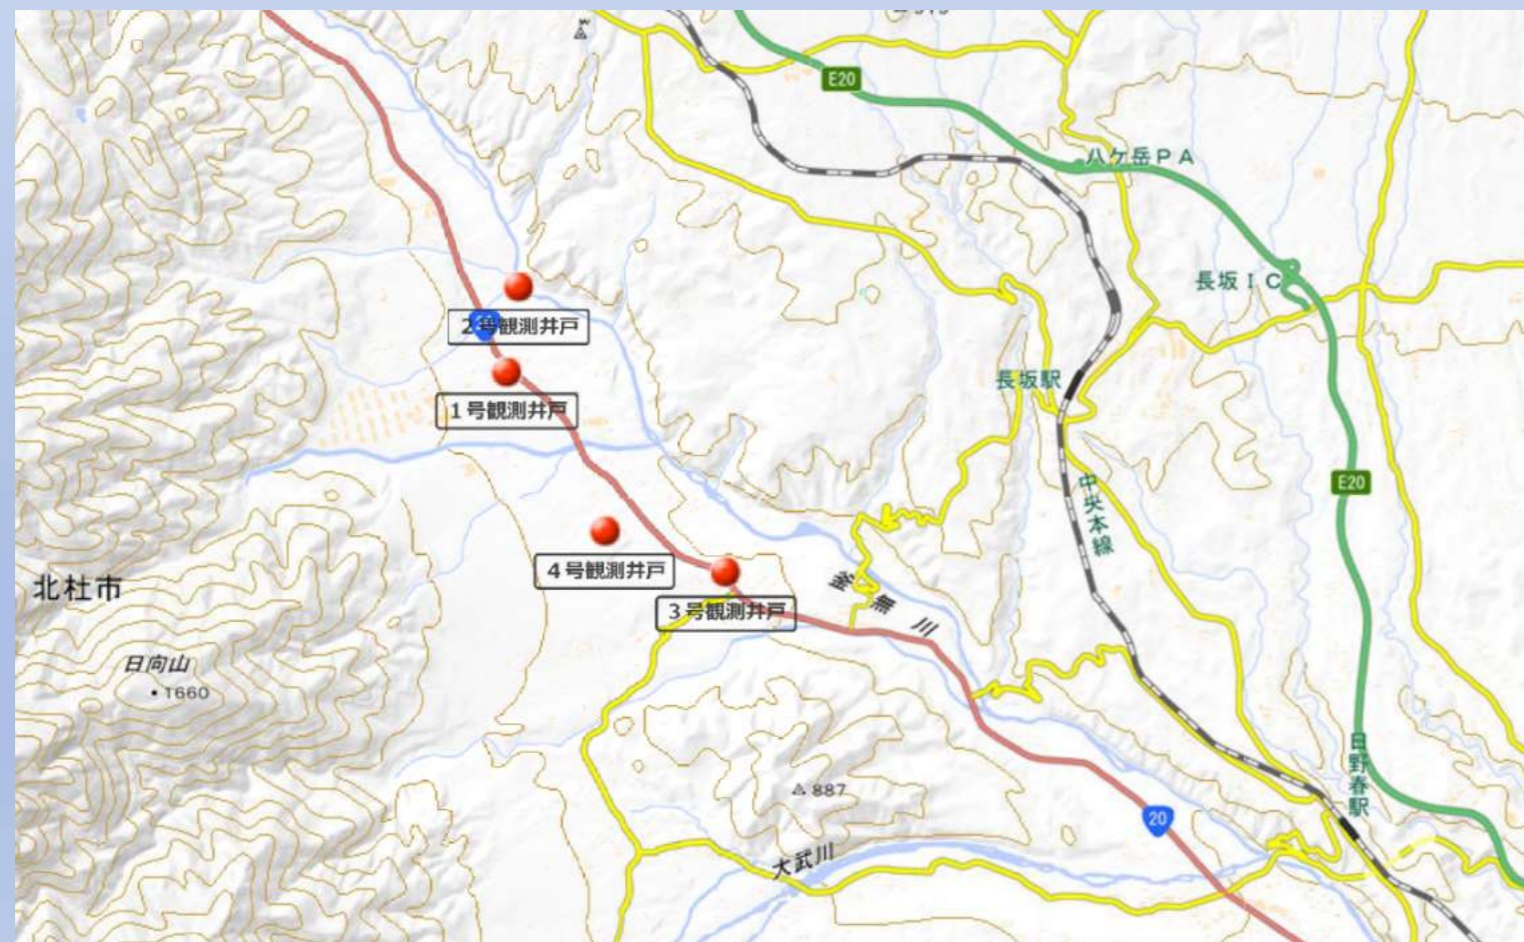 E20
八ケ岳PA
長坂IC
2号観測井戸
1号観測井戸
長坂駅
E20
中央本線
4号観測井戸
3号観測井戸
北杜市
釜無川
日向山
1660
887
日野春駅
20
大武川